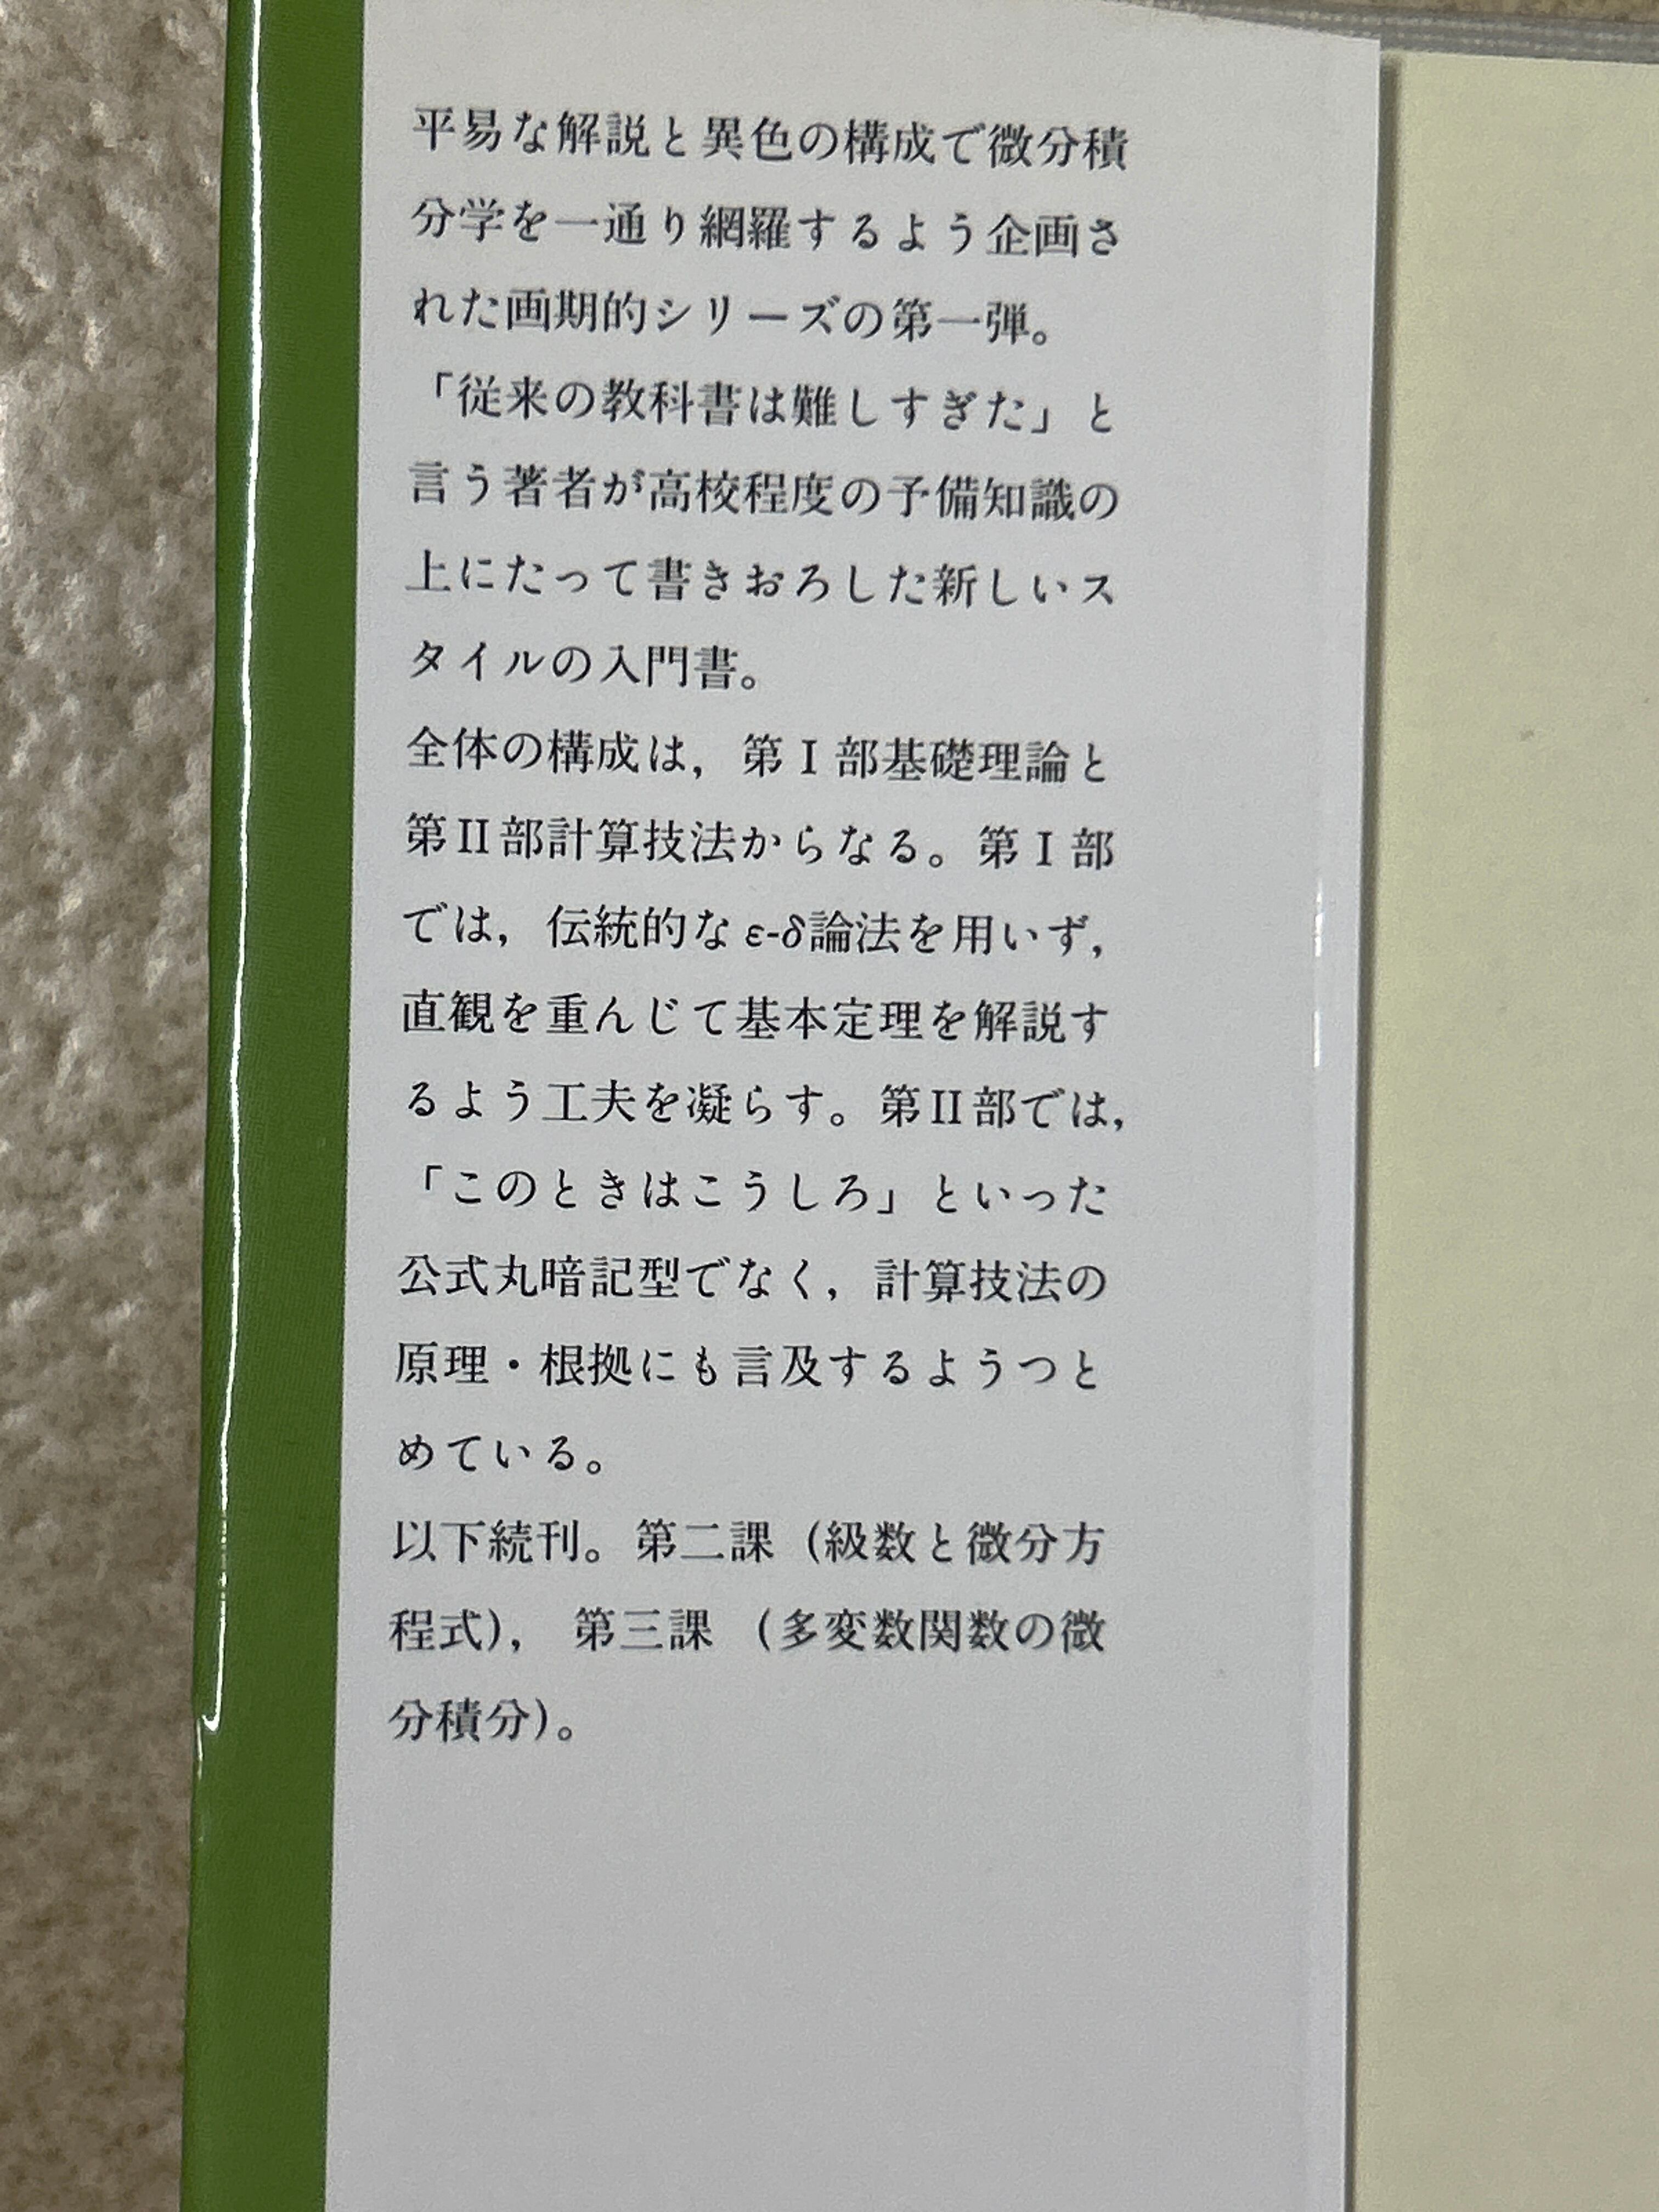 平易な解説と異色の構成で微分積
分学を一通り網羅するよう企画さ
れた画期的シリーズの第一弾。
「従来の教科書は難しすぎた」と
言う著者が高校程度の予備知識の
上にたって書きおろした新しいス
タイルの入門書。
全体の構成は，第Ⅰ部基礎理論と
第Ⅱ部計算技法からなる。第Ⅰ部
では，伝統的なε-δ論法を用いず，
直観を重んじて基本定理を解説す
るよう工夫を凝らす。第Ⅱ部では，
「このときはこうしろ」といった
公式丸暗記型でなく，計算技法の
原理・根拠にも言及するようつと
めている。
以下続刊。第二課（級数と微分方
程式），第三課（多変数関数の微
分積分）。